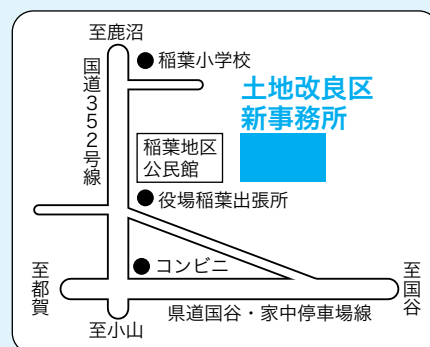 至鹿沼
稲葉小学校
国道352号線
土地改良区
新事務所
稲葉地区
公民館
役場稲葉出張所
コンビニ
至都賀
至国谷
県道国谷・家中停車場線
至小山